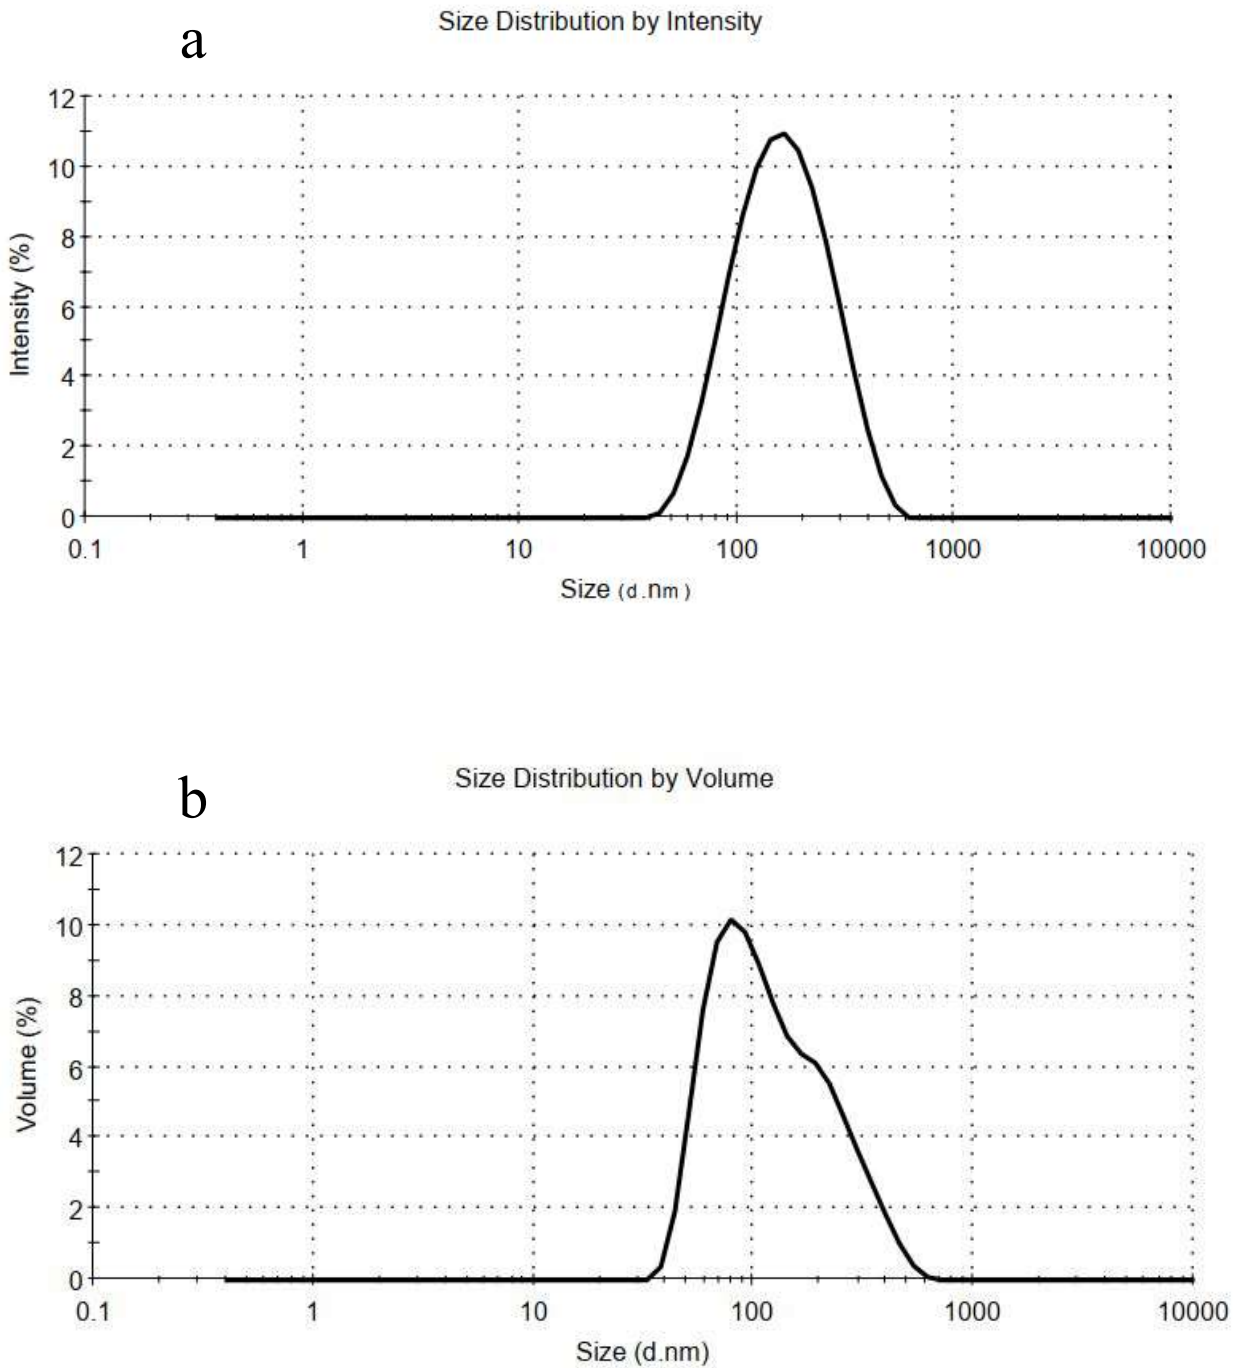 a
Size Distribution by Intensity
12
10
8
6
4
2
0
Intensity (%)
0.1 1 10 100 1000 10000
Size (d.nm)
b
Size Distribution by Volume
12
10
8
6
4
2
0
Volume (%)
0.1 1 10 100 1000 10000
Size (d.nm)